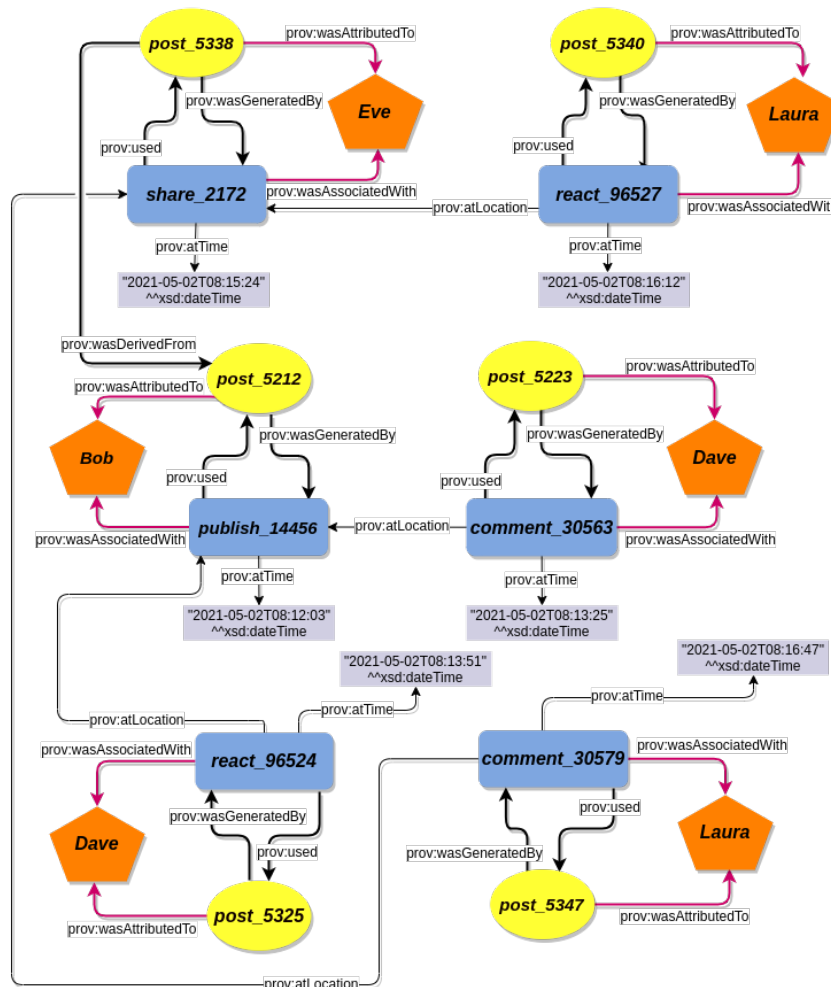 prov:wasAttributedTo
prov:wasAttributedTo
post_5338
post_5340
prov:wasGeneratedBy
prov:wasGeneratedBy
Eve
Laura
prov:used
prov:used
share_2172
prov:wasAssociatedWith
react_96527
prov:wasAssociatedWit
prov:atLocation
prov:atTime
prov:atTime
"2021-05-02T08:15:24"
^^xsd:dateTime
"2021-05-02T08:16:12"
^^xsd:dateTime
prov:wasDerivedFrom
prov:wasAttributedTo
post_5212
post_5223
prov:wasAttributedTo
prov:wasGeneratedBy
prov:wasGeneratedBy
Bob
Dave
prov:used
prov:used
publish_14456
prov:atLocation
comment_30563
prov:wasAssociatedWith
prov:wasAssociatedWith
prov:atTime
prov:atTime
"2021-05-02T08:12:03"
^^xsd:dateTime
"2021-05-02T08:13:25"
^^xsd:dateTime
"2021-05-02T08:13:51"
^^xsd:dateTime
"2021-05-02T08:16:47"
^^xsd:dateTime
prov:atTime
prov:atTime
prov:atLocation
prov:wasAssociatedWith
prov:wasAssociatedWith
react_96524
comment_30579
prov:wasGeneratedBy
prov:used
Dave
Laura
prov:used
prov:wasGeneratedBy
post_5325
post_5347
prov:wasAttributedTo
prov:wasAttributedTo
prov:atLocation